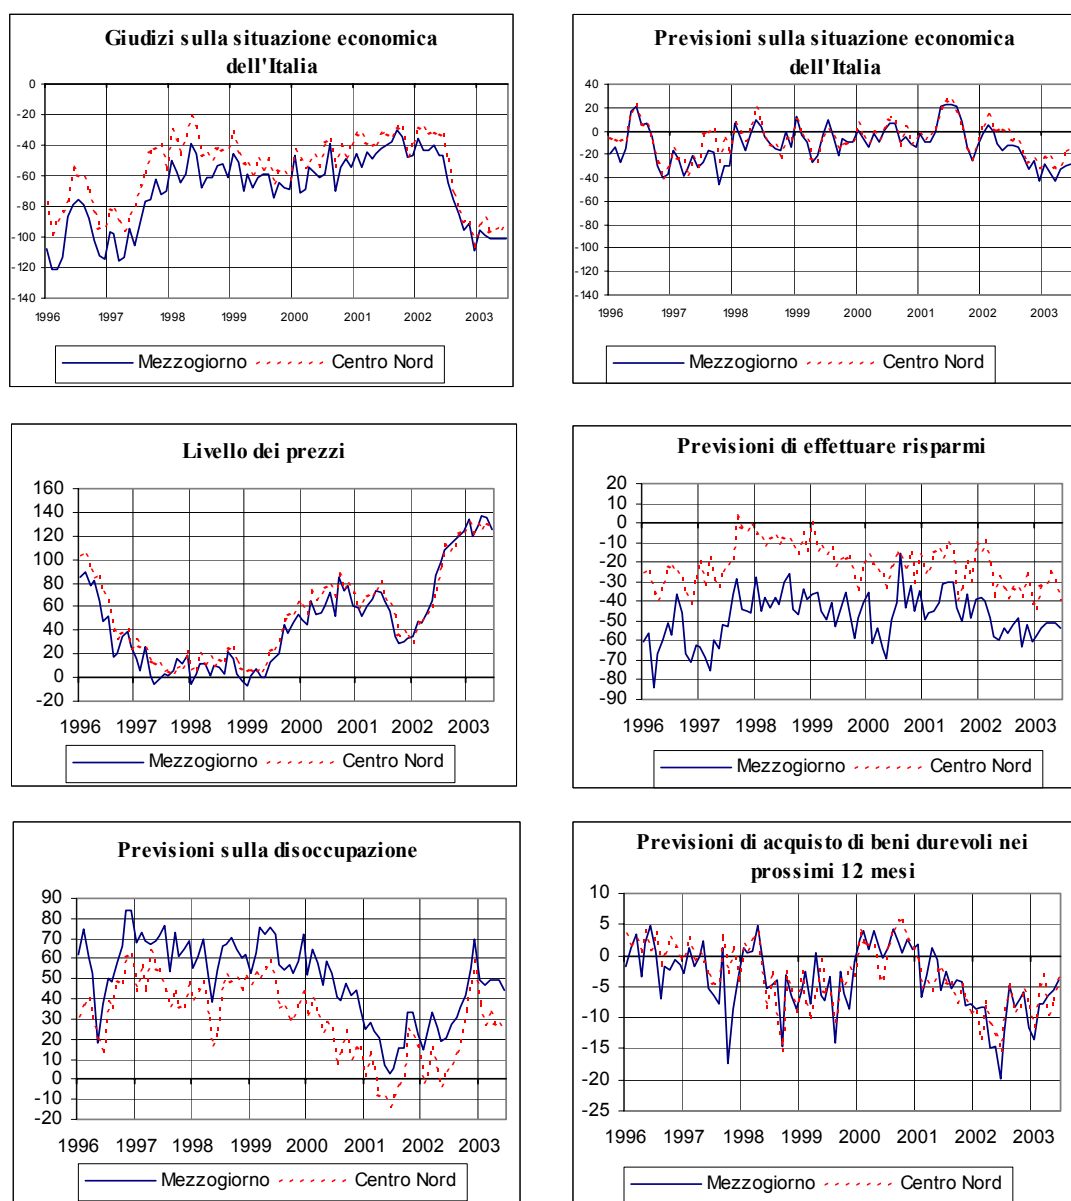 Giudizi sulla situazione economica
dell'Italia
0
-20
-40
-60
-80
-100
-120
-140
1996 1997 1998 1999 2000 2001 2002 2003
Mezzogiorno Centro Nord
Previsioni sulla situazione economica
dell'Italia
40
20
0
-20
-40
-60
-80
-100
-120
-140
1996 1997 1998 1999 2000 2001 2002 2003
Mezzogiorno Centro Nord
Livello dei prezzi
160
140
120
100
80
60
40
20
0
-20
1996 1997 1998 1999 2000 2001 2002 2003
Mezzogiorno Centro Nord
Previsioni di effettuare risparmi
20
10
0
-10
-20
-30
-40
-50
-60
-70
-80
-90
1996 1997 1998 1999 2000 2001 2002 2003
Mezzogiorno Centro Nord
Previsioni sulla disoccupazione
90
80
70
60
50
40
30
20
10
0
-10
-20
1996 1997 1998 1999 2000 2001 2002 2003
Mezzogiorno Centro Nord
Previsioni di acquisto di beni durevoli nei
prossimi 12 mesi
10
5
0
-5
-10
-15
-20
-25
1996 1997 1998 1999 2000 2001 2002 2003
Mezzogiorno Centro Nord